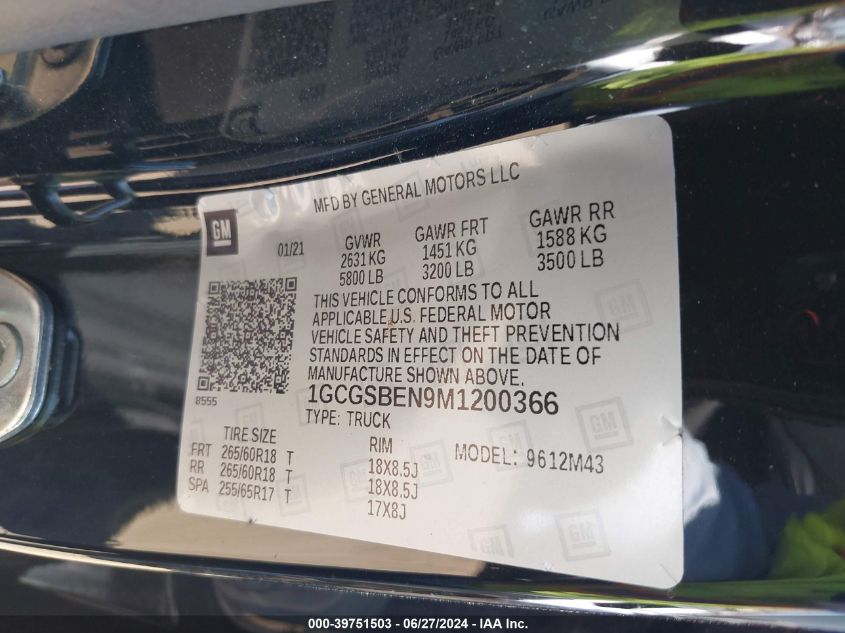 MFD BY GENERAL MOTORS LLC
GM
01/21
GVWR
2631 KG
5800 LB
GAWR FRT
1451 KG
3200 LB
GAWR RR
1588 KG
3500 LB
THIS VEHICLE CONFORMS TO ALL
APPLICABLE U.S. FEDERAL MOTOR
VEHICLE SAFETY AND THEFT PREVENTION
STANDARDS IN EFFECT ON THE DATE OF
MANUFACTURE SHOWN ABOVE.
8555
1GCGSBEN9M1200366
TYPE: TRUCK
TIRE SIZE RIM MODEL: 9612M43
FRT 265/60R18 T 18X8.5J
RR 265/60R18 T 18X8.5J
SPA 255/65R17 T 17X8J
000-39751503 - 06/27/2024 - IAA Inc.